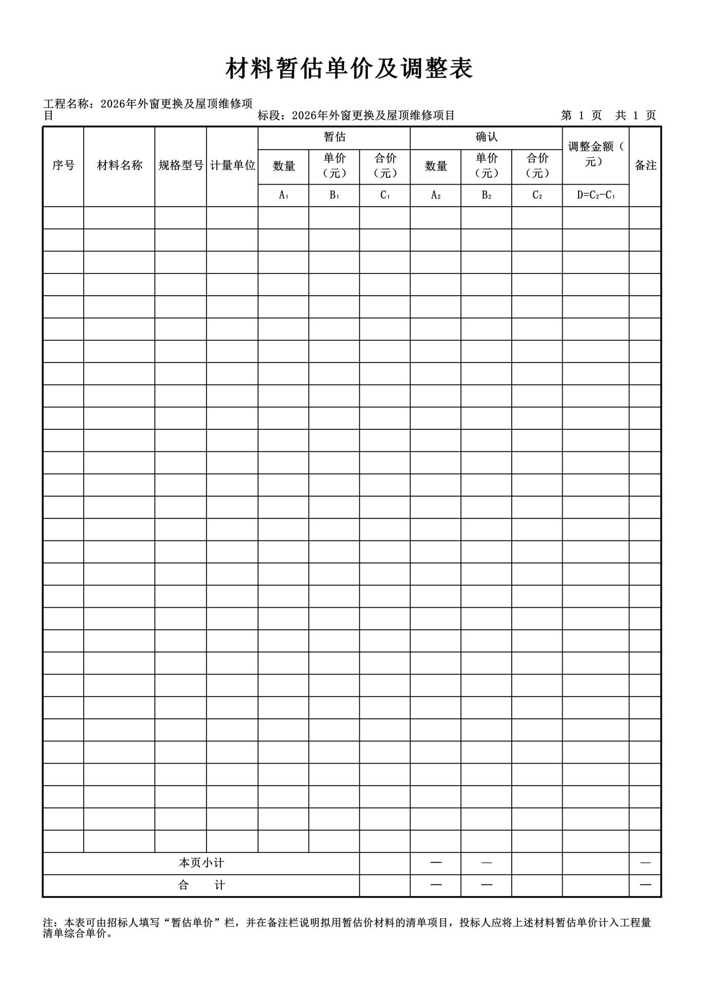 材料暂估单价及调整表
工程名称：2026年外窗更换及屋顶维修项
目
标段：2026年外窗更换及屋顶维修项目
第 1 页 共 1 页
序号
材料名称
规格型号
计量单位
暂估
确认
调整金额（
元）
备注
数量
单价
（元）
合价
（元）
数量
单价
（元）
合价
（元）
A₁
B₁
C₁
A₂
B₂
C₂
D=C₂-C₁
本页小计
—
—
—
合 计
—
—
—
注：本表可由招标人填写“暂估单价”栏，并在备注栏说明拟用暂估价材料的清单项目，投标人应将上述材料暂估单价计入工程量
清单综合单价。